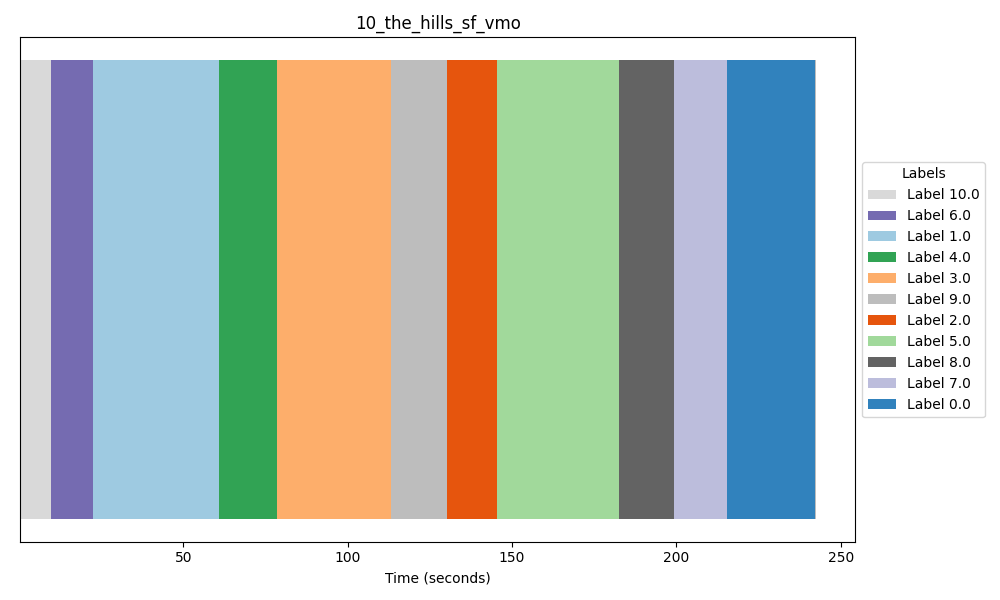 10_the_hills_sf_vmo
Labels
Label 10.0
Label 6.0
Label 1.0
Label 4.0
Label 3.0
Label 9.0
Label 2.0
Label 5.0
Label 8.0
Label 7.0
Label 0.0
50 100 150 200 250
Time (seconds)